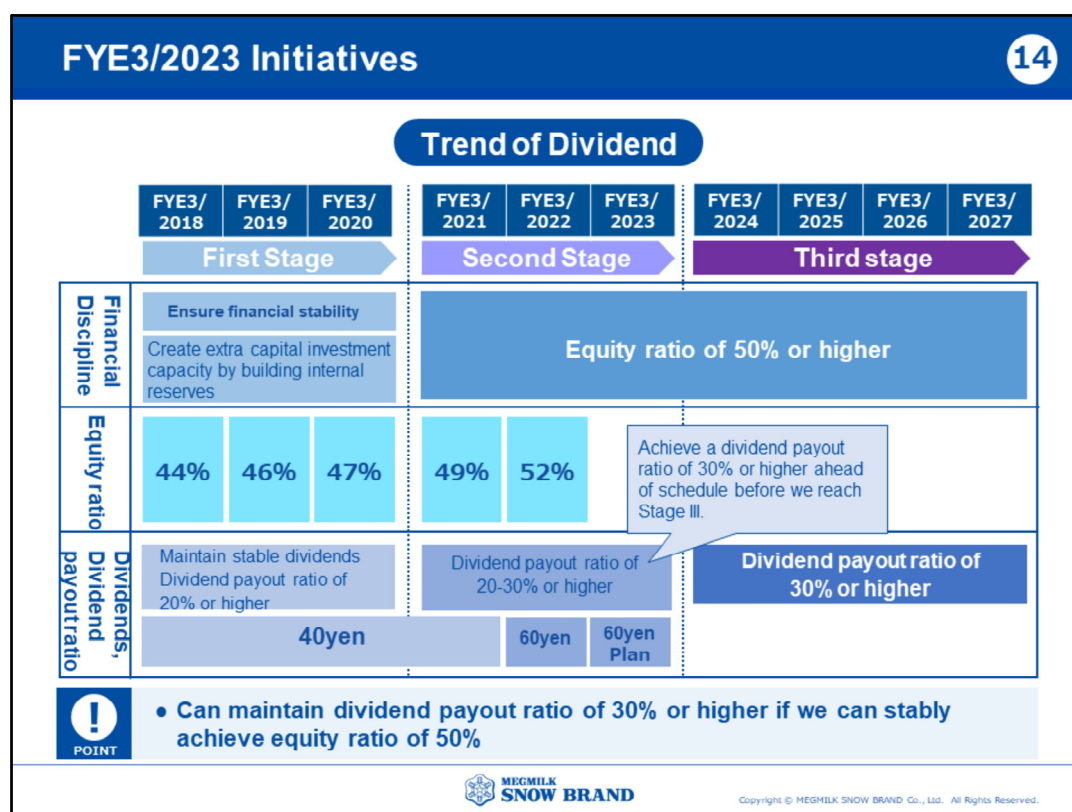 FYE3/2023 Initiatives
14
Trend of Dividend
FYE3/
2018
FYE3/
2019
FYE3/
2020
FYE3/
2021
FYE3/
2022
FYE3/
2023
FYE3/
2024
FYE3/
2025
FYE3/
2026
FYE3/
2027
First Stage
Second Stage
Third stage
Financial
Discipline
Ensure financial stability
Create extra capital investment
capacity by building internal
reserves
Equity ratio of 50% or higher
Equity ratio
44%
46%
47%
49%
52%
Achieve a dividend payout
ratio of 30% or higher ahead
of schedule before we reach
Stage III.
Dividends,
Dividend
payout ratio
Maintain stable dividends
Dividend payout ratio of
20% or higher
Dividend payout ratio of
20-30% or higher
Dividend payout ratio of
30% or higher
40yen
60yen
60yen
Plan
!
POINT
● Can maintain dividend payout ratio of 30% or higher if we can stably
achieve equity ratio of 50%
MEGMILK
SNOW BRAND
Copyright © MEGMILK SNOW BRAND Co., Ltd. All Rights Reserved.